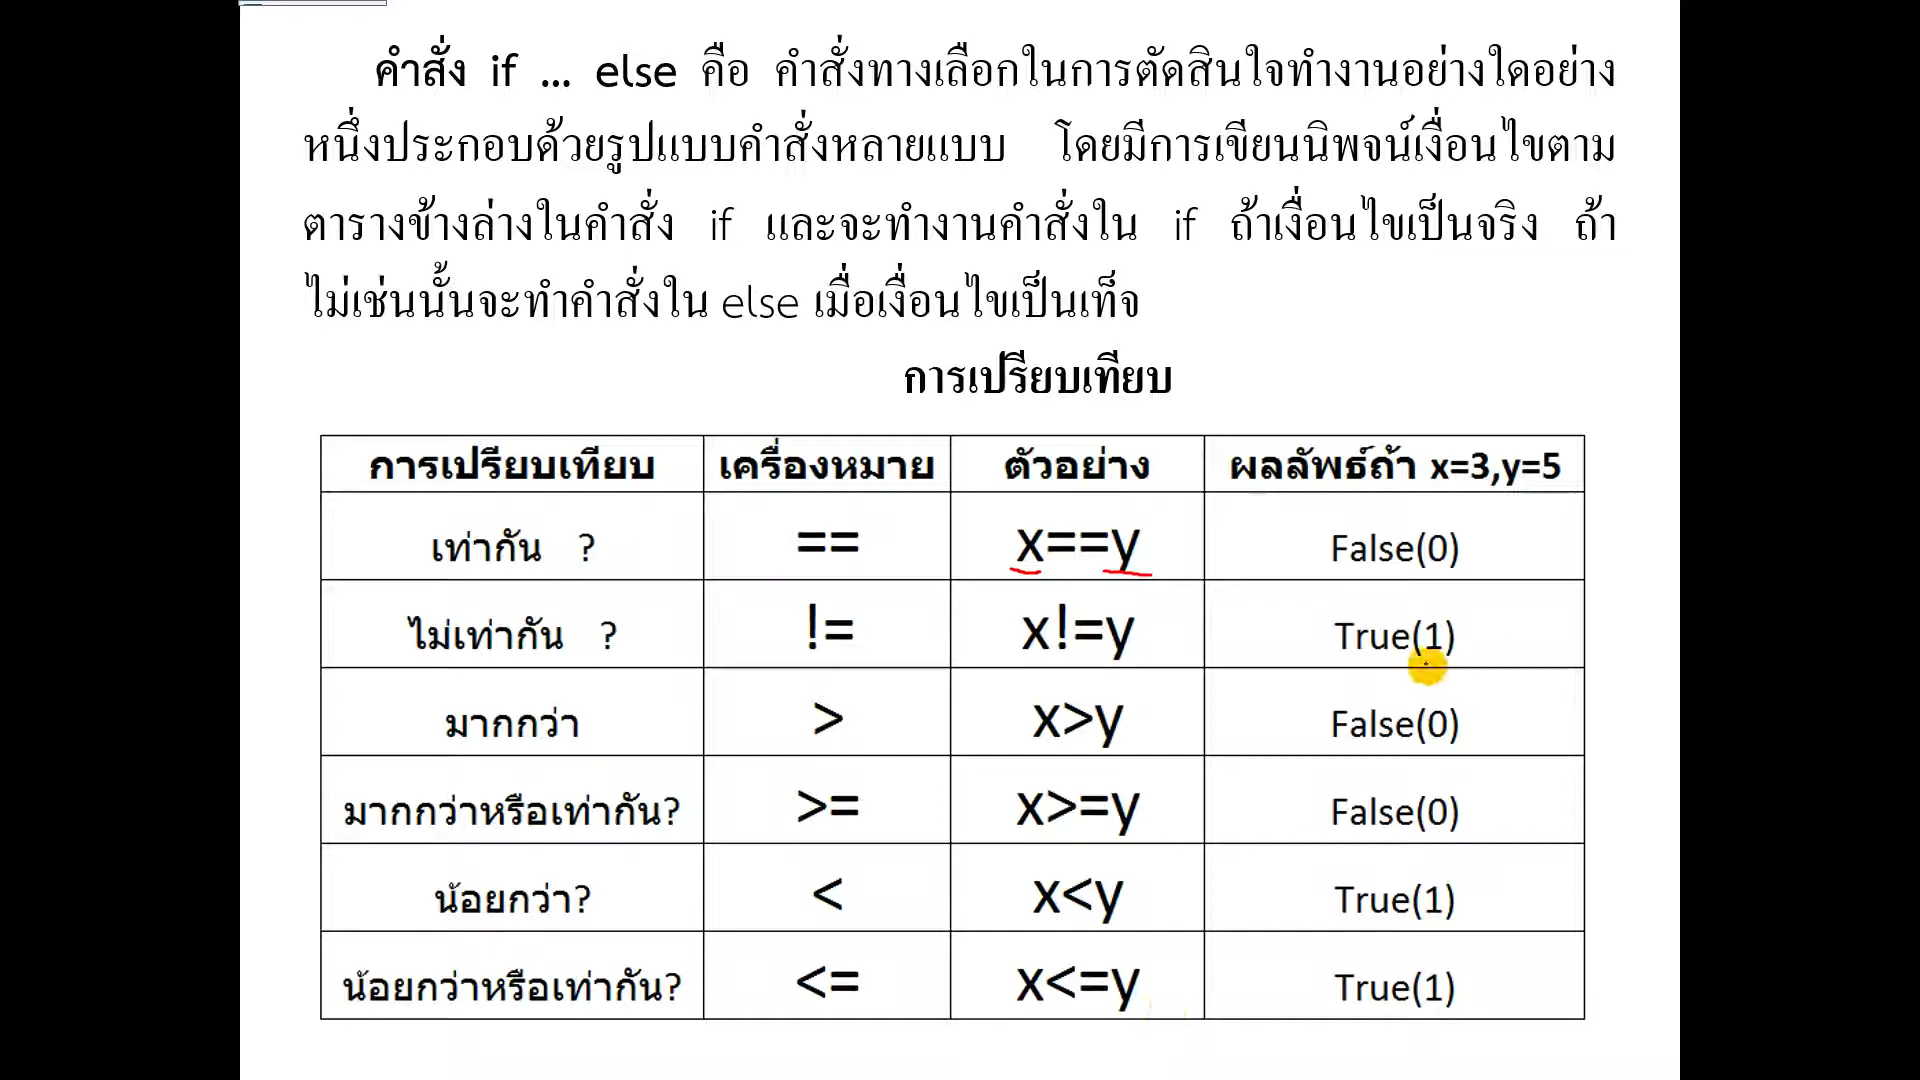 คำสั่ง if ... else คือ คำสั่งทางเลือกในการตัดสินใจทำงานอย่างใดอย่าง
หนึ่งประกอบด้วยรูปแบบคำสั่งหลายแบบ โดยมีการเขียนนิพจน์เงื่อนไขตาม
ตารางข้างล่างในคำสั่ง if และจะทำงานคำสั่งใน if ถ้าเงื่อนไขเป็นจริง ถ้า
ไม่เช่นนั้นจะทำคำสั่งใน else เมื่อเงื่อนไขเป็นเท็จ
การเปรียบเทียบ
การเปรียบเทียบ เครื่องหมาย ตัวอย่าง ผลลัพธ์ถ้า x=3,y=5
เท่ากัน ? == x==y False(0)
ไม่เท่ากัน ? != x!=y True(1)
มากกว่า > x>y False(0)
มากกว่าหรือเท่ากัน? >= x>=y False(0)
น้อยกว่า? < x<y True(1)
น้อยกว่าหรือเท่ากัน? <= x<=y True(1)